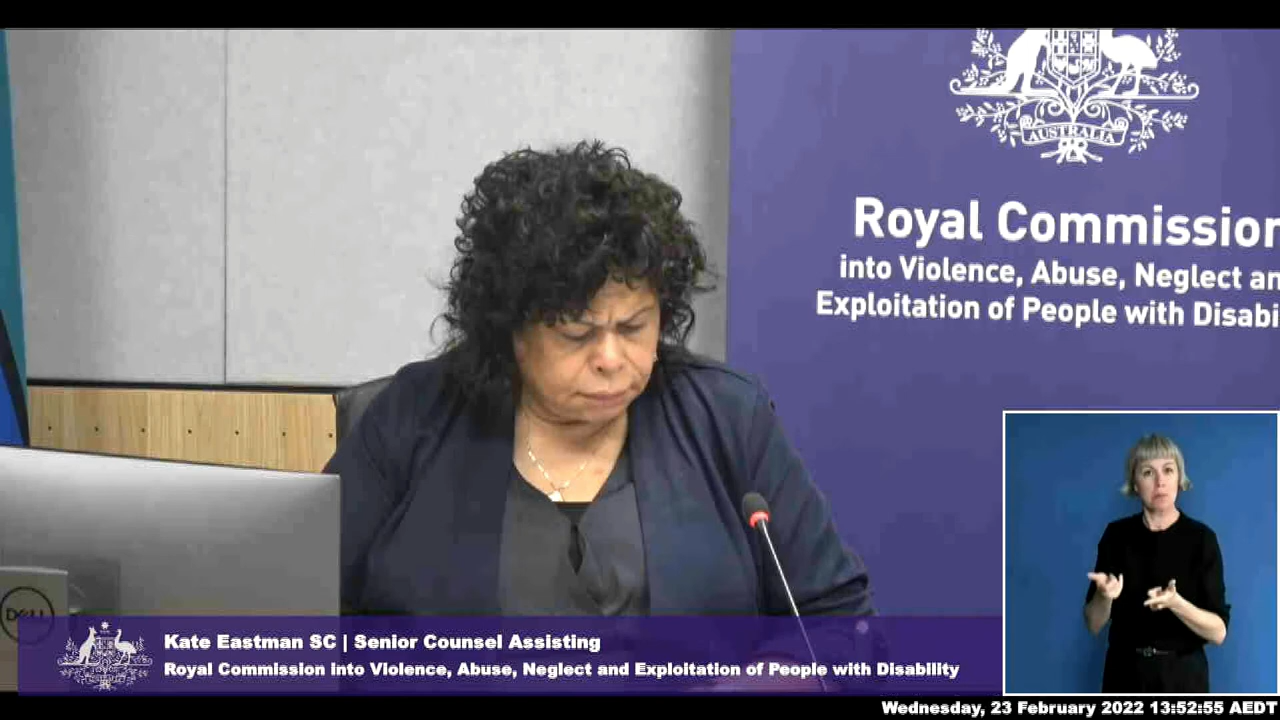 AUSTRALIA
Royal Commission
into Violence, Abuse, Neglect an
Exploitation of People with Disabi
DELL
Kate Eastman SC | Senior Counsel Assisting
Royal Commission into Violence, Abuse, Neglect and Exploitation of People with Disability
Wednesday, 23 February 2022 13:52:55 AEDT